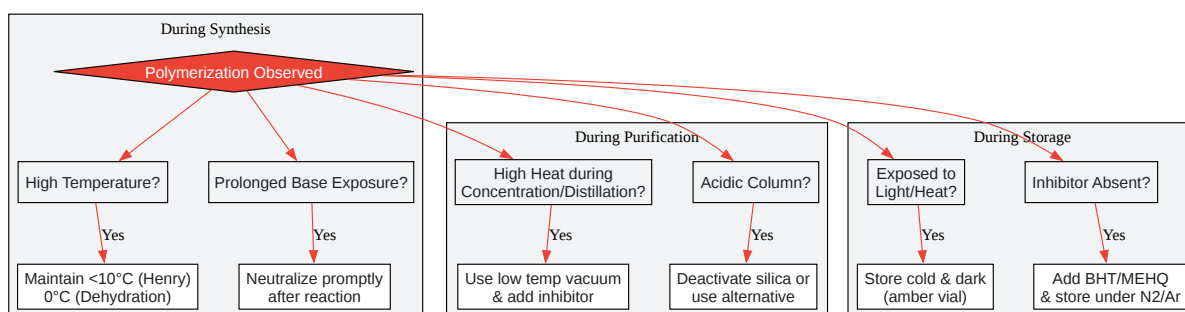 During Synthesis
Polymerization Observed
During Purification
During Storage
High Temperature?
Prolonged Base Exposure?
High Heat during
Concentration/Distillation?
Acidic Column?
Exposed to
Light/Heat?
Inhibitor Absent?
Yes
Yes
Yes
Yes
Yes
Yes
Maintain <10°C (Henry)
0°C (Dehydration)
Neutralize promptly
after reaction
Use low temp vacuum
& add inhibitor
Deactivate silica or
use alternative
Store cold & dark
(amber vial)
Add BHT/MEHQ
& store under N2/Ar